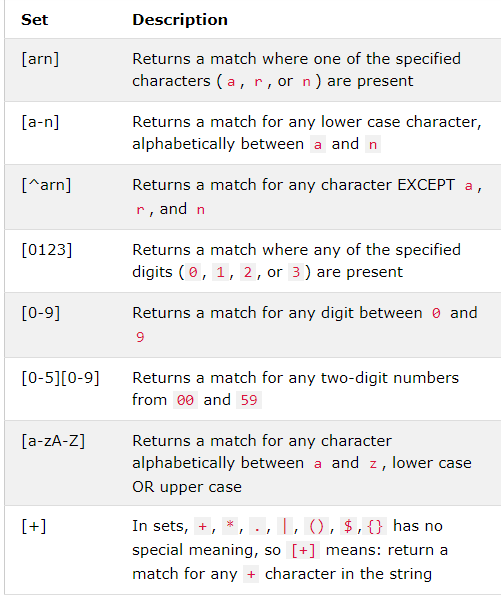 Set Description
[arn] Returns a match where one of the specified
characters (a, r, or n) are present
[a-n] Returns a match for any lower case character,
alphabetically between a and n
[^arn] Returns a match for any character EXCEPT a,
r, and n
[0123] Returns a match where any of the specified
digits (0, 1, 2, or 3) are present
[0-9] Returns a match for any digit between 0 and
9
[0-5][0-9] Returns a match for any two-digit numbers
from 00 and 59
[a-zA-Z] Returns a match for any character
alphabetically between a and z, lower case
OR upper case
[+] In sets, +, *, ., |, (), $,{} has no
special meaning, so [+] means: return a
match for any + character in the string